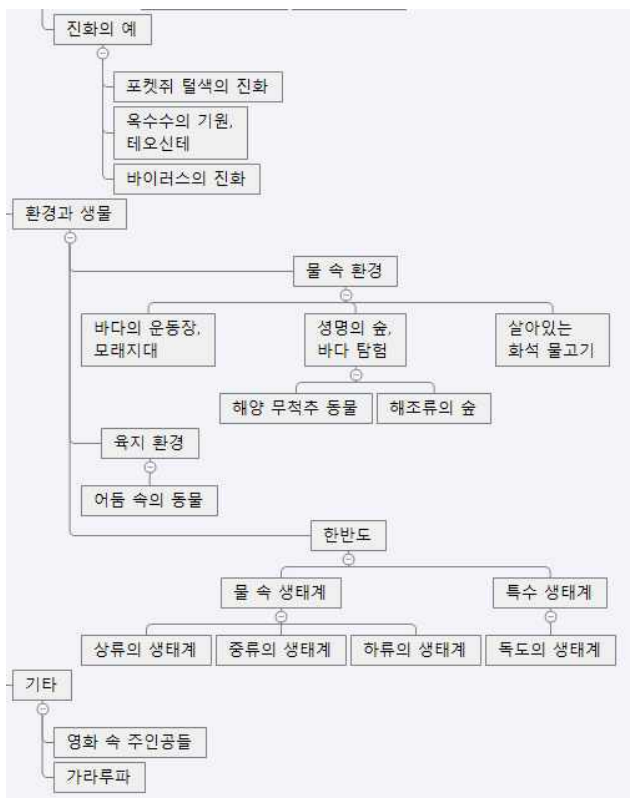 진화의 예
포켓쥐 털색의 진화
옥수수의 기원,
테오신테
바이러스의 진화
환경과 생물
물 속 환경
바다의 운동장,
모래지대
생명의 숲,
바다 탐험
살아있는
화석 물고기
해양 무척추 동물
해조류의 숲
육지 환경
어둠 속의 동물
한반도
물 속 생태계
특수 생태계
상류의 생태계
중류의 생태계
하류의 생태계
독도의 생태계
기타
영화 속 주인공들
가라루파